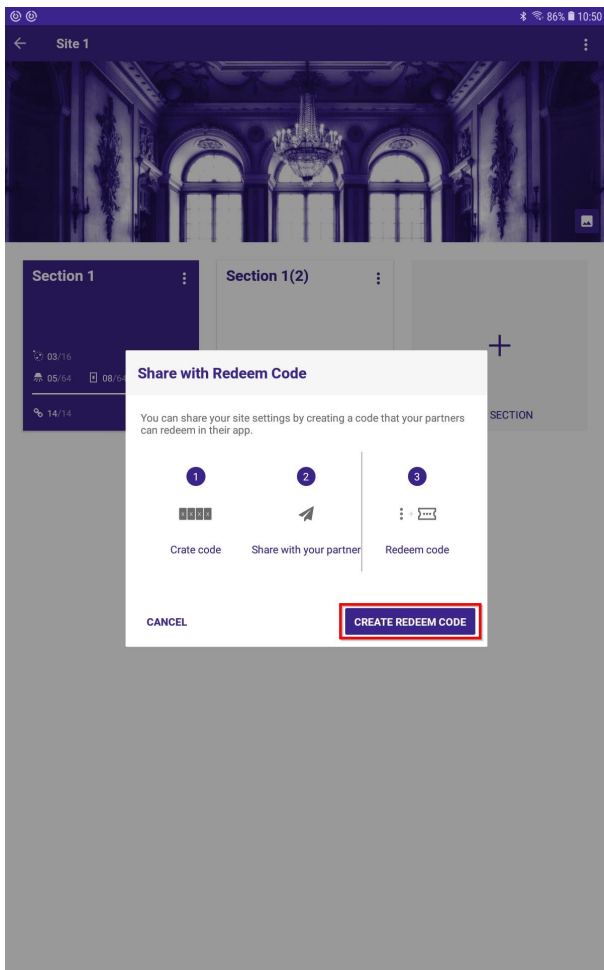 86% 10:50
Site 1
Section 1
Section 1(2)
03/16
05/64 08/64
14/14
SECTION
Share with Redeem Code
You can share your site settings by creating a code that your partners
can redeem in their app.
1 2 3
x x x x
Crate code Share with your partner Redeem code
CANCEL CREATE REDEEM CODE